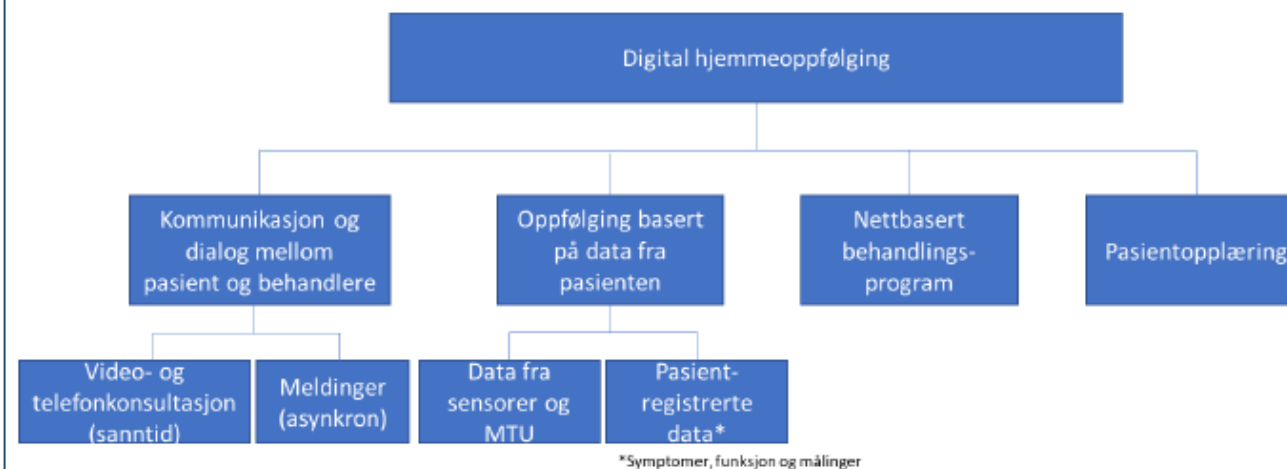 Digital hjemmeoppfølging
Kommunikasjon og
dialog mellom
pasient og behandlere
Oppfølging basert
på data fra
pasienten
Nettbasert
behandlings-
program
Pasientopplæring
Video- og
telefonkonsultasjon
(sanntid)
Meldinger
(asynkron)
Data fra
sensorer og
MTU
Pasient-
registrerte
data*
*Symptomer, funksjon og målinger